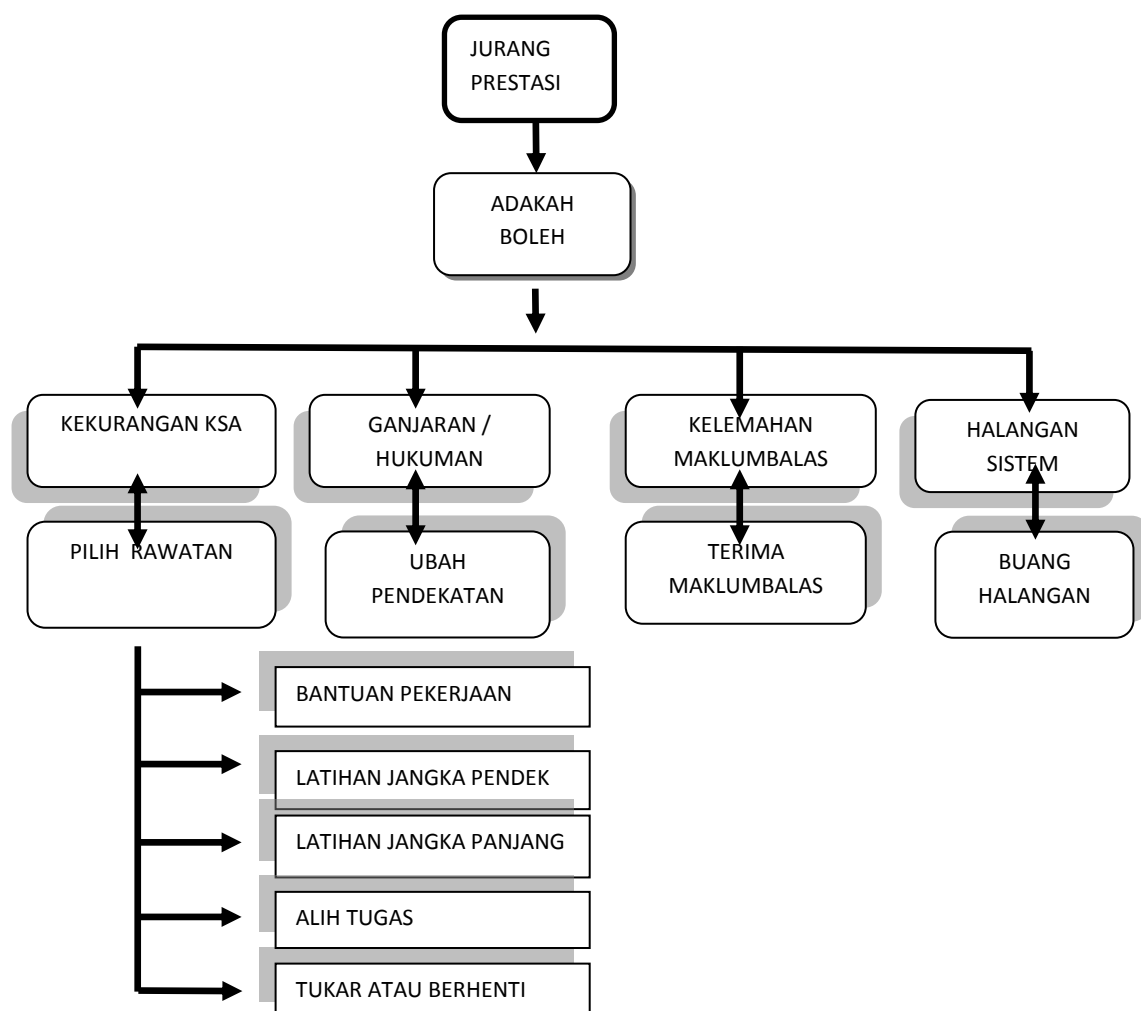 JURANG
PRESTASI
ADAKAH
BOLEH
KEKURANGAN KSA
GANJARAN /
HUKUMAN
KELEMAHAN
MAKLUMBALAS
HALANGAN
SISTEM
PILIH RAWATAN
UBAH
PENDEKATAN
TERIMA
MAKLUMBALAS
BUANG
HALANGAN
BANTUAN PEKERJAAN
LATIHAN JANGKA PENDEK
LATIHAN JANGKA PANJANG
ALIH TUGAS
TUKAR ATAU BERHENTI